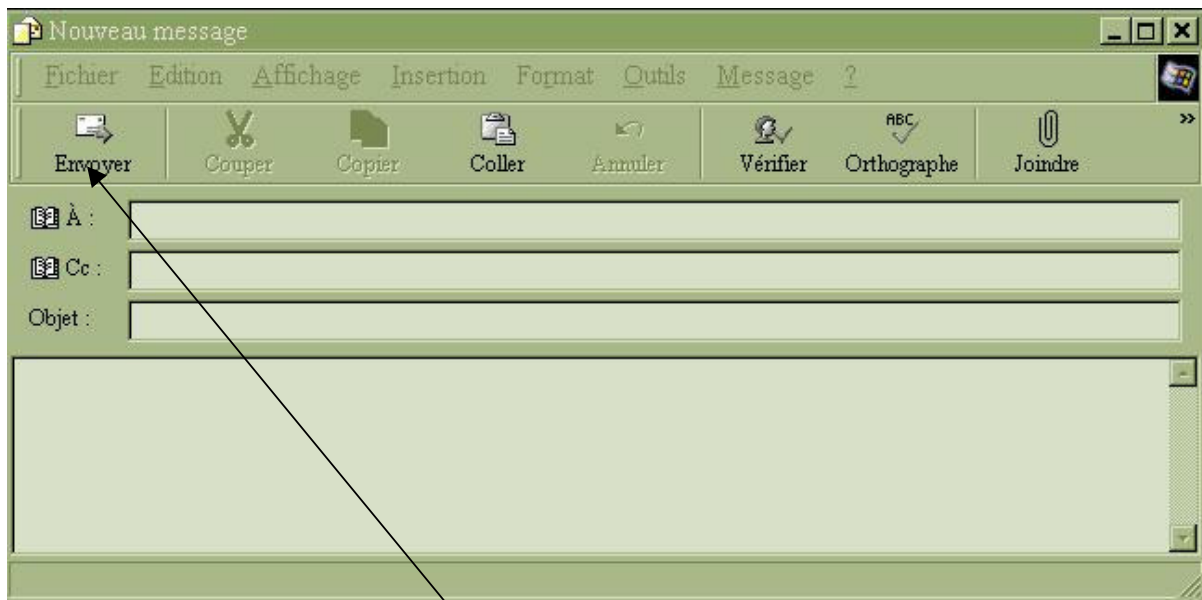 Nouveau message
Fichier Edition Affichage Insertion Format Outils Message ?
ABC
»
Envoyer Couper Copier Coller Annuler Vérifier Orthographe Joindre
À :
Cc :
Objet :